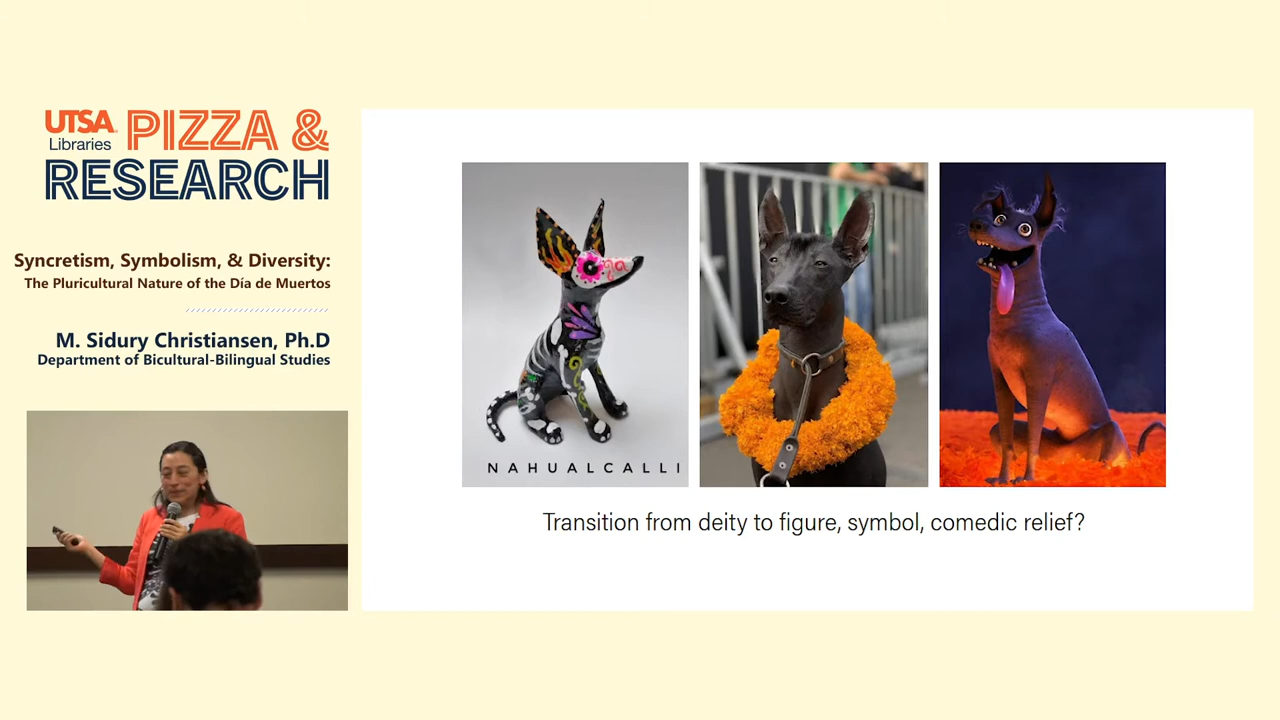 UTSA
Libraries
PIZZA &
RESEARCH
Syncretism, Symbolism, & Diversity:
The Pluricultural Nature of the Día de Muertos
M. Sidury Christiansen, Ph.D
Department of Bicultural-Bilingual Studies
NAHUALCALLI
Transition from deity to figure, symbol, comedic relief?